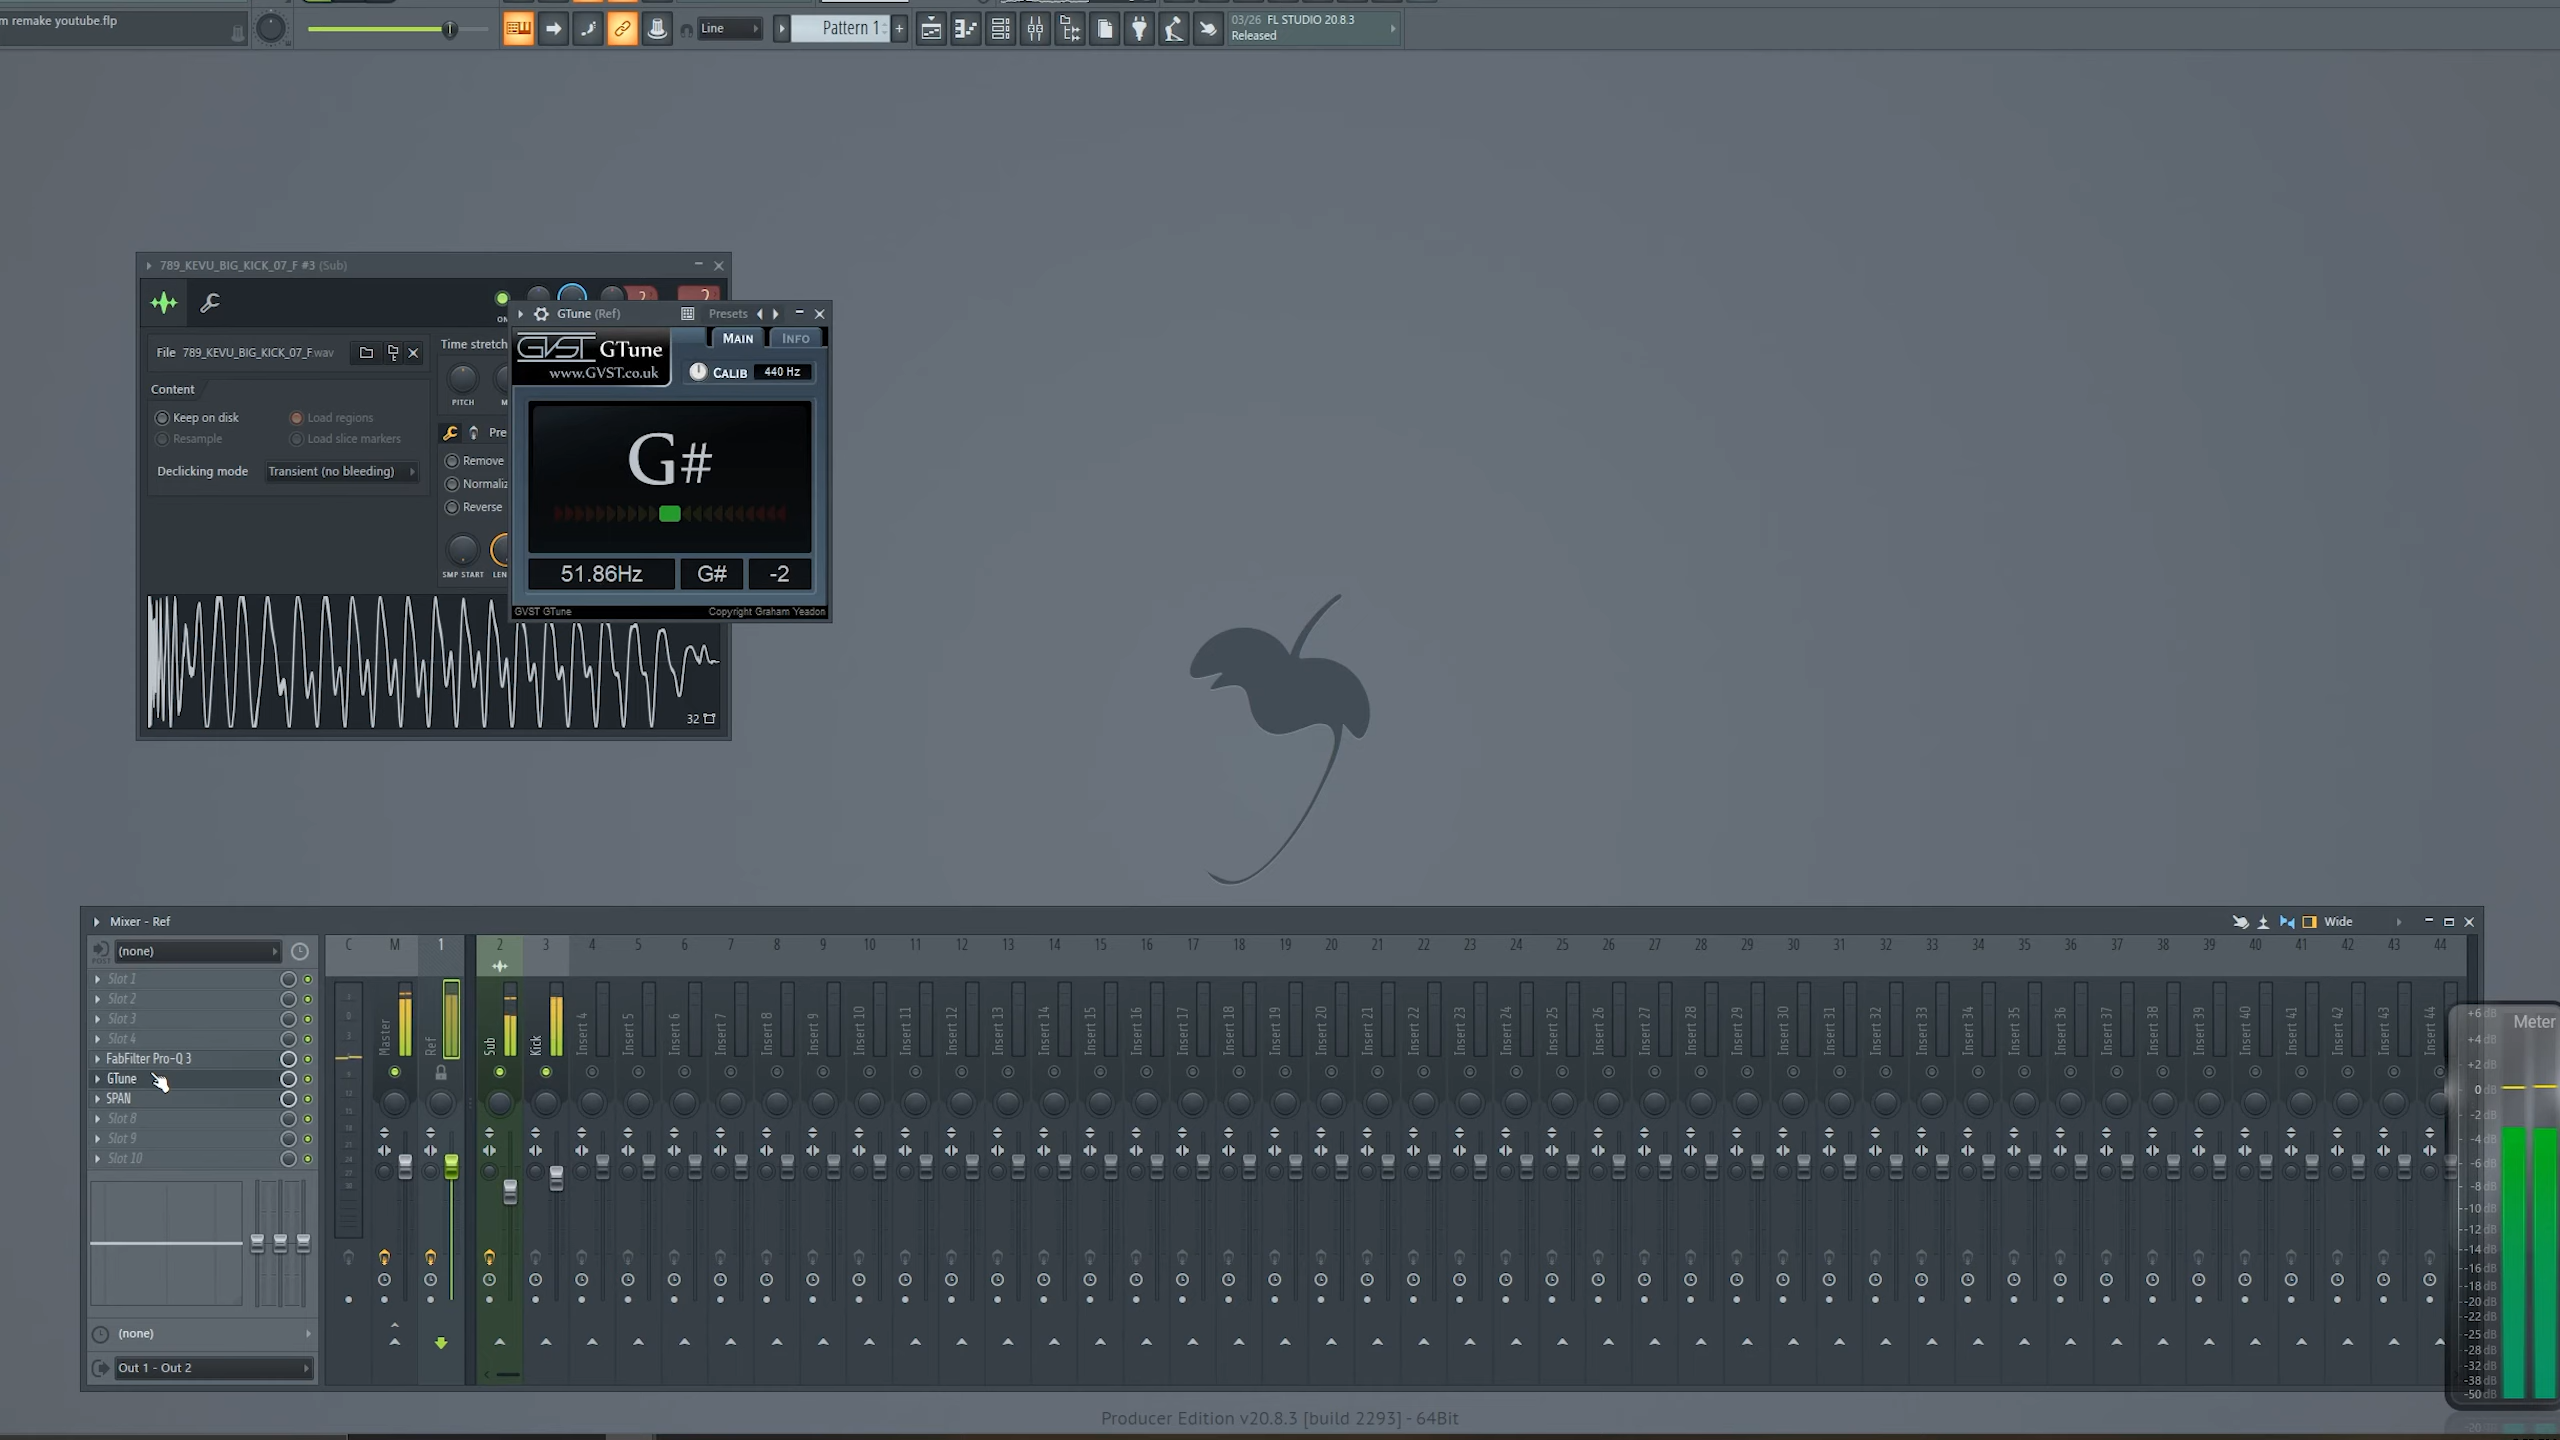 m remake youtube.flp
Line
Pattern 1
03/26 FL STUDIO 20.8.3
Released
789_KEVU_BIG_KICK_07_F #3 (Sub)
File 789_KEVU_BIG_KICK_07_F.wav
Content
Keep on disk
Load regions
Resample
Load slice markers
Declicking mode
Transient (no bleeding)
Time stretch
PITCH
Pre
Remove
Normaliz
Reverse
SMP START
LEN
32
GTune (Ref)
Presets
MAIN
INFO
GVST GTune
www.GVST.co.uk
CALIB 440 Hz
G#
51.86Hz G# -2
GVST GTune
Copyright Graham Yeadon
Mixer - Ref
Wide
(none)
Slot 1
Slot 2
Slot 3
Slot 4
FabFilter Pro-Q 3
GTune
SPAN
Slot 8
Slot 9
Slot 10
(none)
Out 1 - Out 2
POST
C M 1 2 3 4 5 6 7 8 9 10 11 12 13 14 15 16 17 18 19 20 21 22 23 24 25 26 27 28 29 30 31 32 33 34 35 36 37 38 39 40 41 42 43 44
Master Ref Sub Kick Insert 4 Insert 5 Insert 6 Insert 7 Insert 8 Insert 9 Insert 10 Insert 11 Insert 12 Insert 13 Insert 14 Insert 15 Insert 16 Insert 17 Insert 18 Insert 19 Insert 20 Insert 21 Insert 22 Insert 23 Insert 24 Insert 25 Insert 26 Insert 27 Insert 28 Insert 29 Insert 30 Insert 31 Insert 32 Insert 33 Insert 34 Insert 35 Insert 36 Insert 37 Insert 38 Insert 39 Insert 40 Insert 41 Insert 42 Insert 43 Insert 44
Meter
+6 dB
+4 dB
+2 dB
0 dB
-2 dB
-4 dB
-6 dB
-8 dB
-10 dB
-12 dB
-14 dB
-16 dB
-18 dB
-20 dB
-22 dB
-25 dB
-28 dB
-32 dB
-38 dB
-50 dB
Producer Edition v20.8.3 [build 2293] - 64Bit